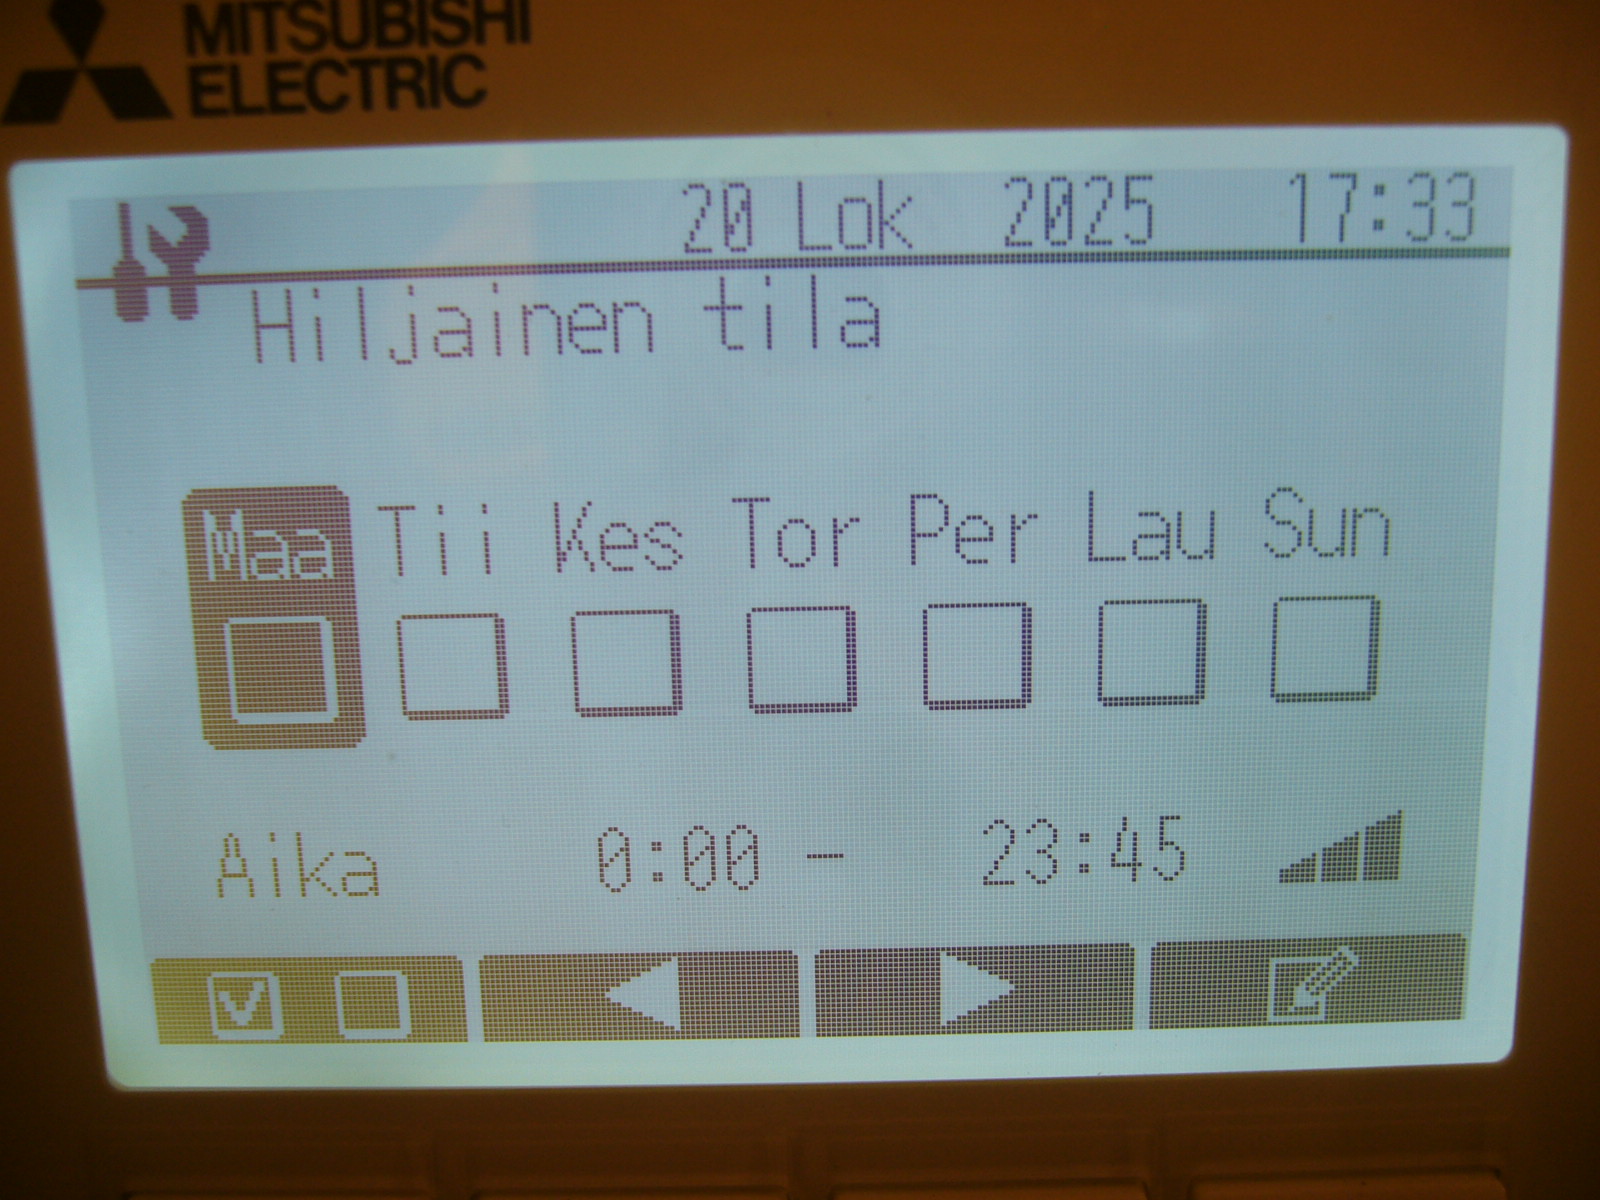 MITSUBISHI
ELECTRIC
20 Lok 2025 17:33
Hiljainen tila
Maa Tii Kes Tor Per Lau Sun
Aika 0:00 - 23:45